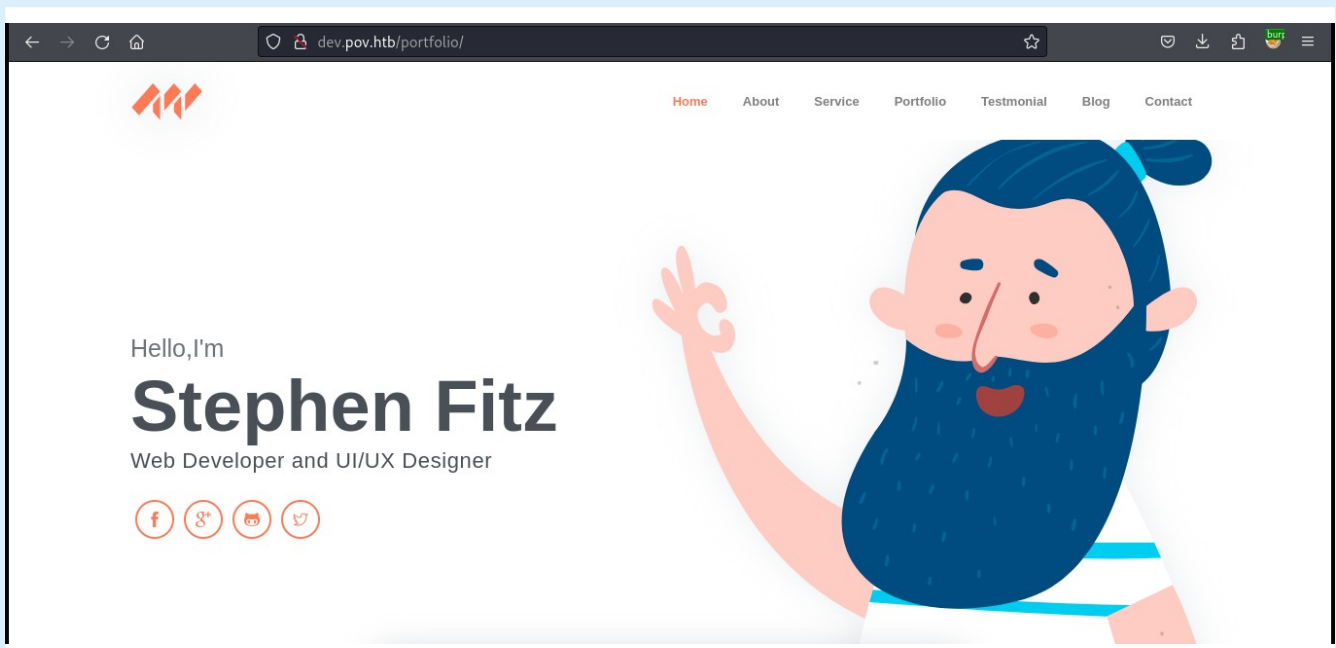 dev.pov.htb/portfolio/
burp
Home About Service Portfolio Testmonial Blog Contact
Hello,I'm
Stephen Fitz
Web Developer and UI/UX Designer